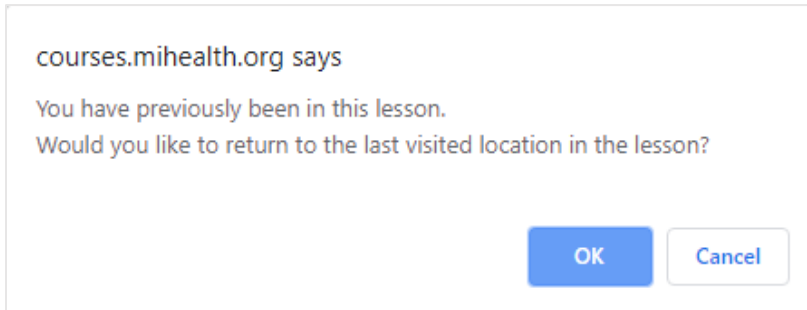 courses.mihealth.org says
You have previously been in this lesson.
Would you like to return to the last visited location in the lesson?
OK
Cancel